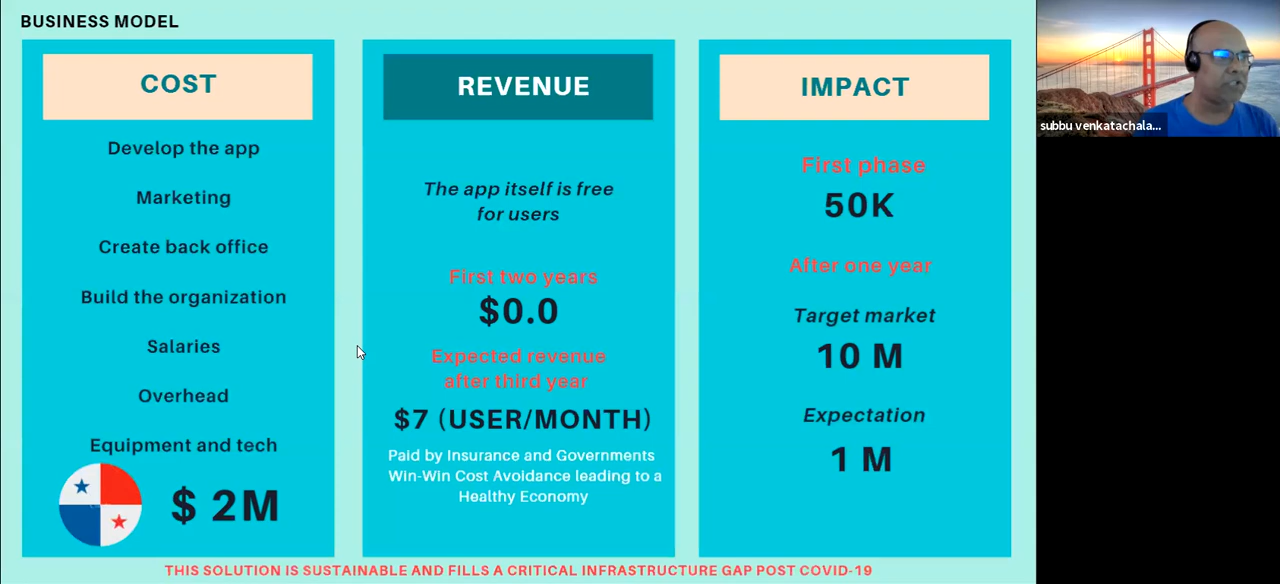 BUSINESS MODEL
COST
Develop the app
Marketing
Create back office
Build the organization
Salaries
Overhead
Equipment and tech
$ 2M
REVENUE
The app itself is free
for users
First two years
$0.0
Expected revenue
after third year
$7 (USER/MONTH)
Paid by Insurance and Governments
Win-Win Cost Avoidance leading to a
Healthy Economy
IMPACT
First phase
50K
After one year
Target market
10 M
Expectation
1 M
THIS SOLUTION IS SUSTAINABLE AND FILLS A CRITICAL INFRASTRUCTURE GAP POST COVID-19
subbu venkatachala...